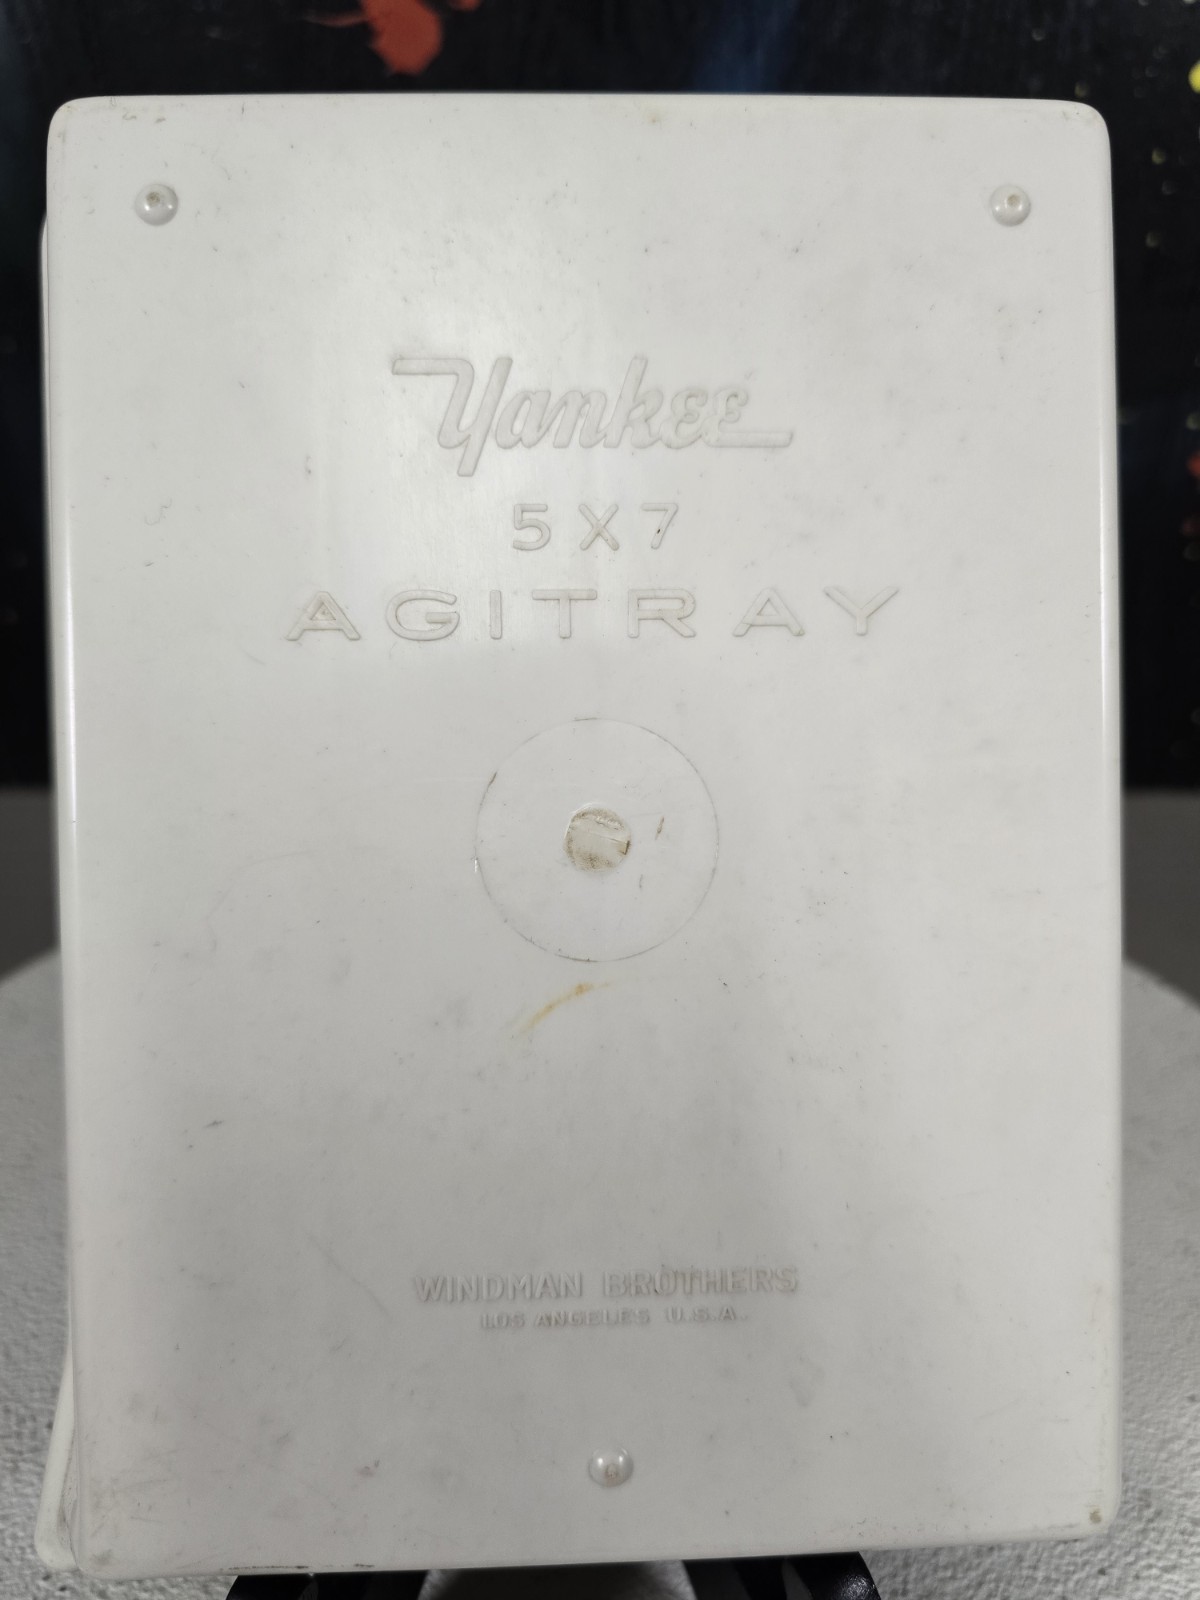 Yankee
5X7
AGITRAY
WINDMAN BROTHERS
LOS ANGELES U.S.A.